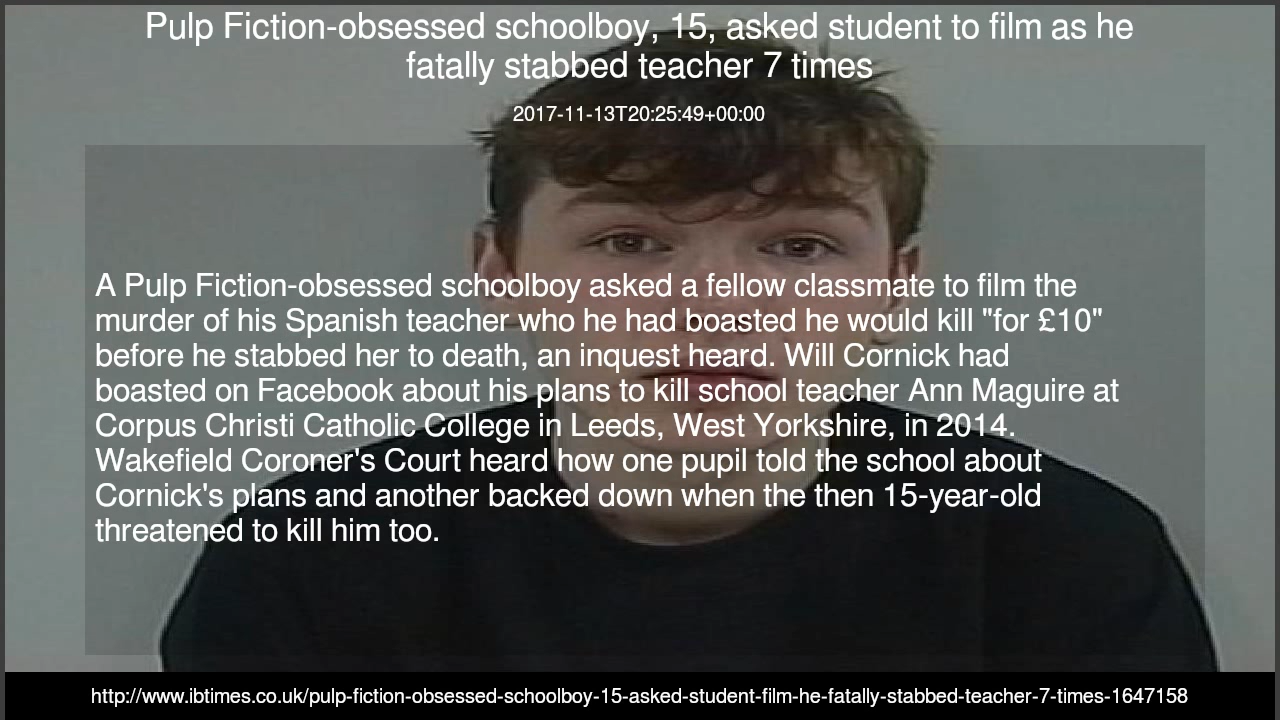 Pulp Fiction-obsessed schoolboy, 15, asked student to film as he
fatally stabbed teacher 7 times
2017-11-13T20:25:49+00:00
A Pulp Fiction-obsessed schoolboy asked a fellow classmate to film the
murder of his Spanish teacher who he had boasted he would kill "for £10"
before he stabbed her to death, an inquest heard. Will Cornick had
boasted on Facebook about his plans to kill school teacher Ann Maguire at
Corpus Christi Catholic College in Leeds, West Yorkshire, in 2014.
Wakefield Coroner's Court heard how one pupil told the school about
Cornick's plans and another backed down when the then 15-year-old
threatened to kill him too.
http://www.ibtimes.co.uk/pulp-fiction-obsessed-schoolboy-15-asked-student-film-he-fatally-stabbed-teacher-7-times-1647158